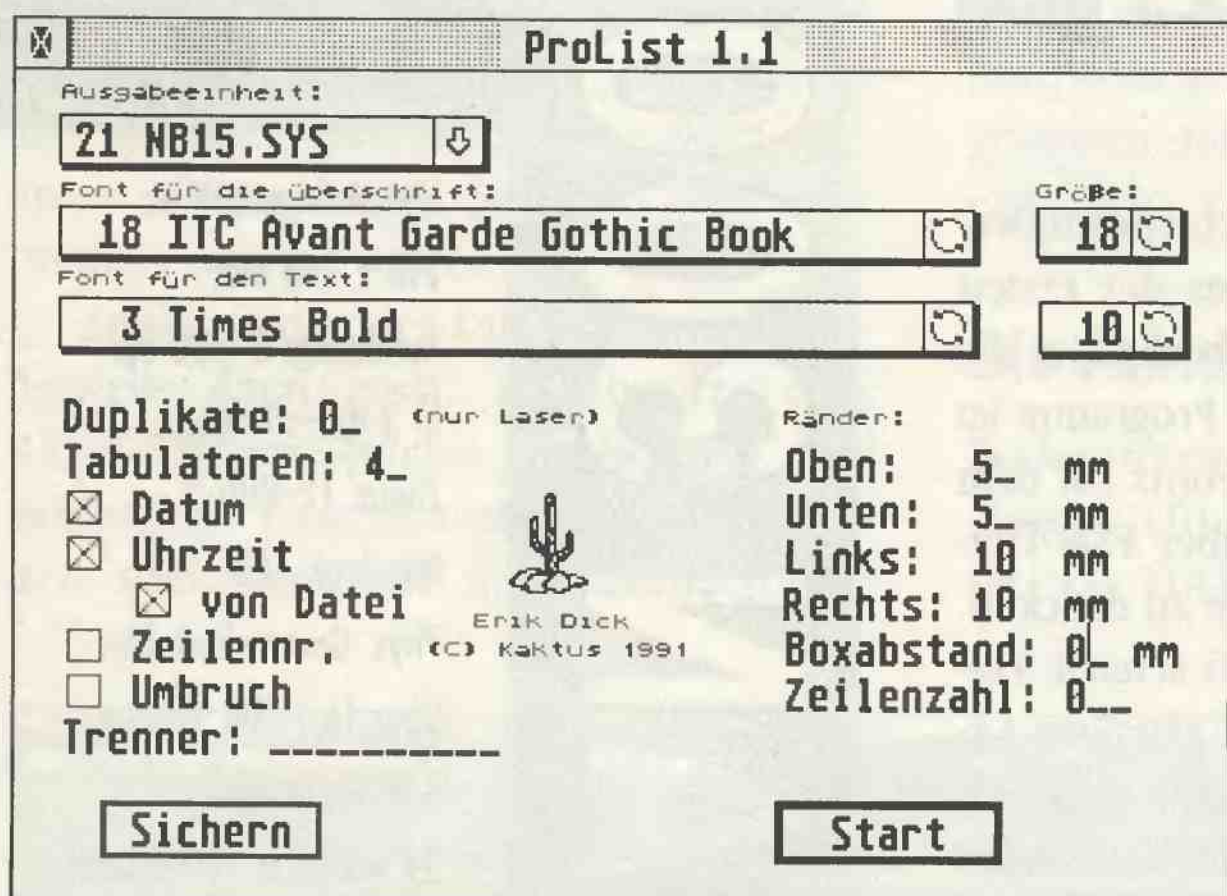 ProList 1.1
Ausgabeeinheit:
21 NB15.SYS
Font für die Überschrift: Größe:
18 ITC Avant Garde Gothic Book 18
Font für den Text:
3 Times Bold 10
Duplikate: 0_ (nur Laser) Ränder:
Tabulatoren: 4_ Oben: 5_ mm
Datum Unten: 5_ mm
Uhrzeit Links: 10 mm
von Datei Rechts: 10 mm
Erik Dick
Zeilennr. (C) Kaktus 1991 Boxabstand: 0_ mm
Umbruch Zeilenzahl: 0__
Trenner: __________
Sichern Start